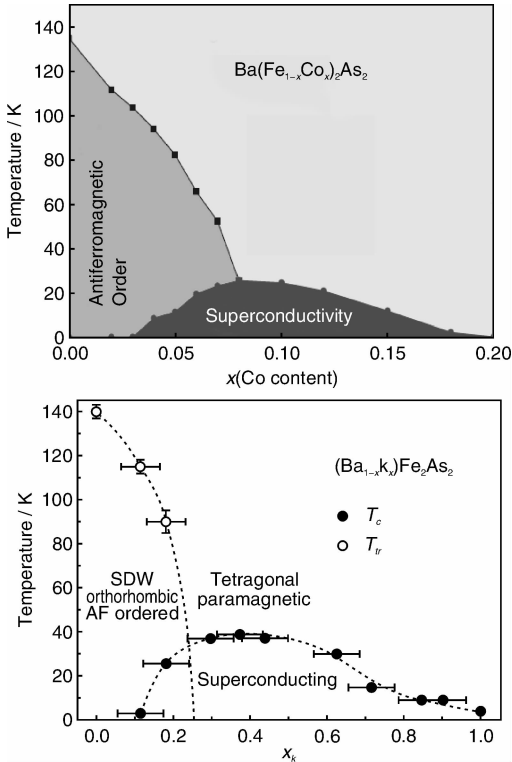 140
120
100
80
60
40
20
0
Temperature / K
Ba(Fe₁₋ₓCoₓ)₂As₂
Antiferromagnetic
Order
Superconductivity
0.00 0.05 0.10 0.15 0.20
x(Co content)
140
120
100
80
60
40
20
0
Temperature / K
(Ba₁₋ₓkₓ)Fe₂As₂
T_c
T_tr
SDW
orthorhombic
AF ordered
Tetragonal
paramagnetic
Superconducting
0.0 0.2 0.4 0.6 0.8 1.0
x_k